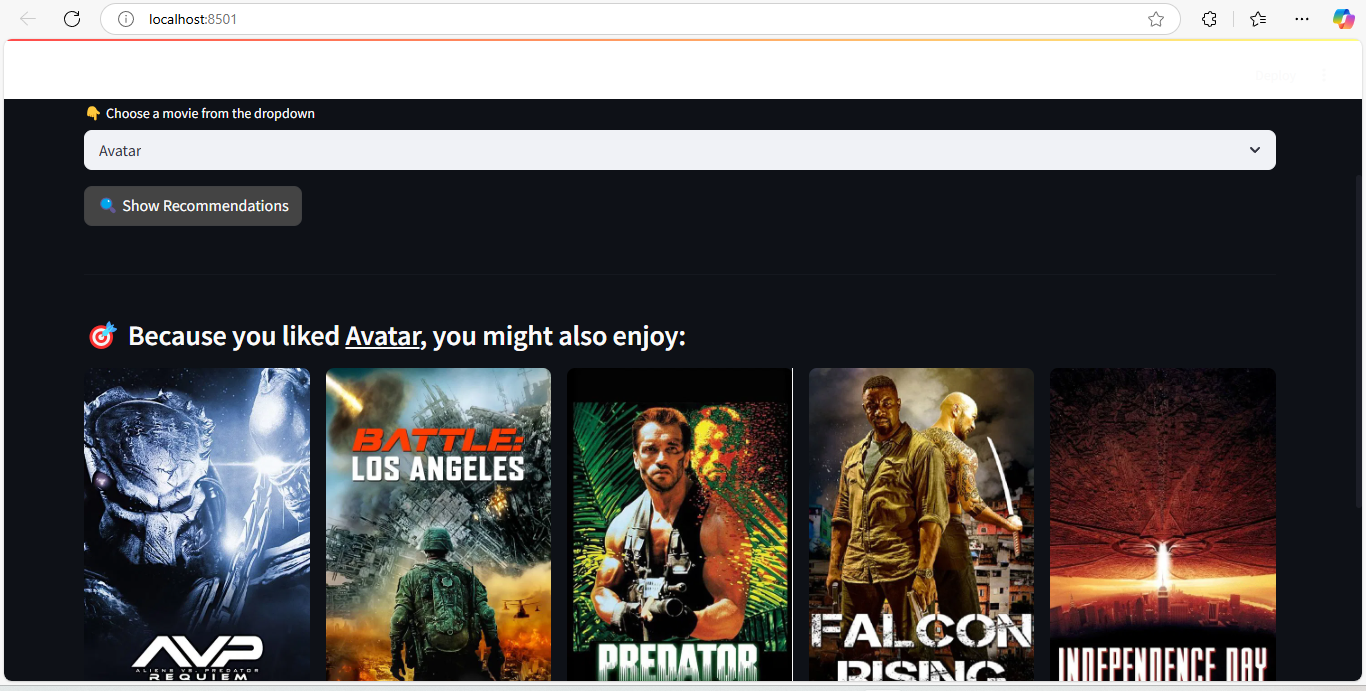 localhost:8501
Deploy
👇 Choose a movie from the dropdown
Avatar
🔍 Show Recommendations
🎯 Because you liked Avatar, you might also enjoy:
AVP
ALIENS VS. PREDATOR
REQUIEM
BATTLE:
LOS ANGELES
PREDATOR
FALCON
RISING
INDEPENDENCE DAY